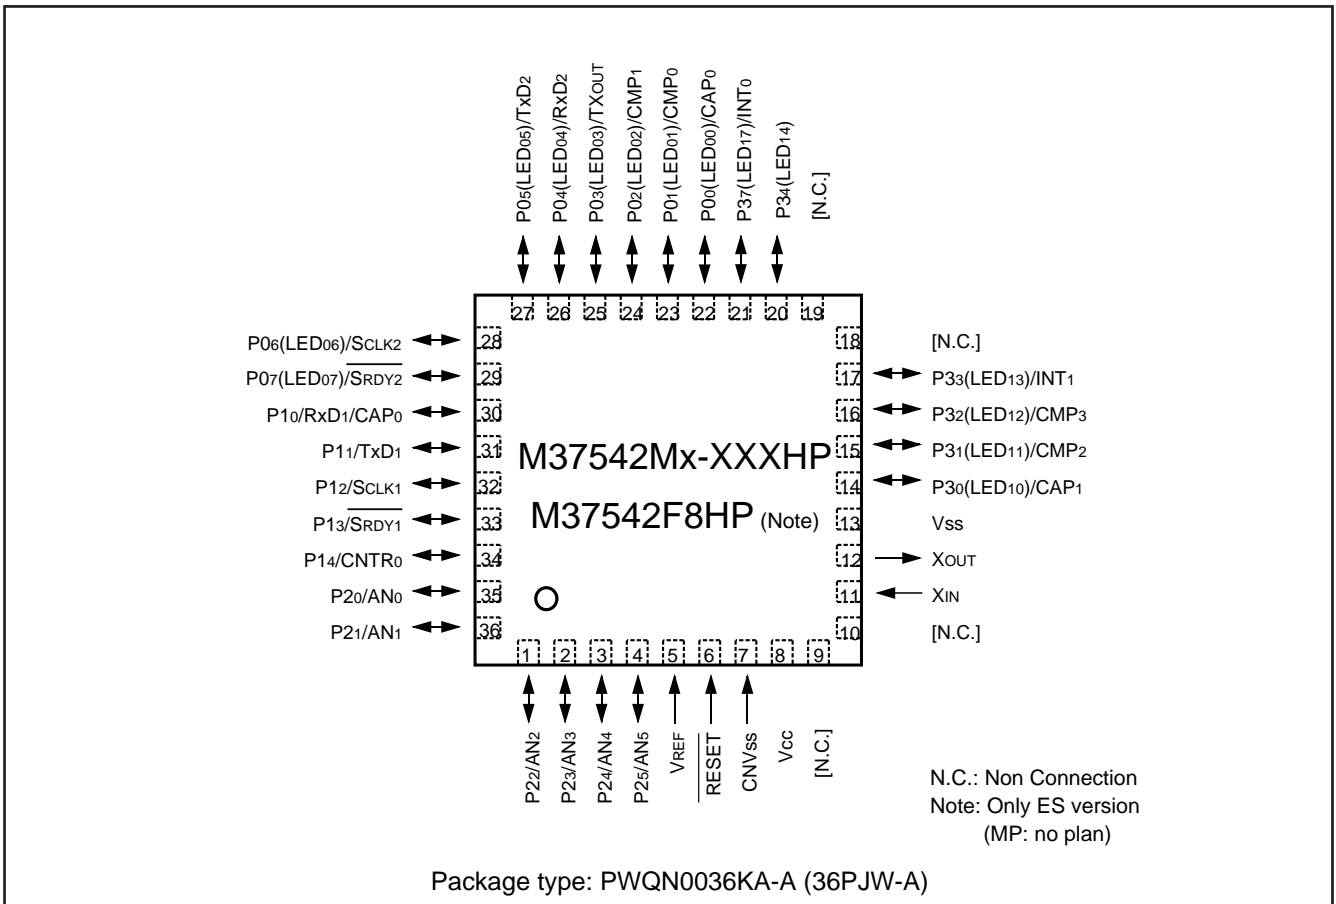 P05(LED05)/TxD2
P04(LED04)/RxD2
P03(LED03)/TXOUT
P02(LED02)/CMP1
P01(LED01)/CMP0
P00(LED00)/CAP0
P37(LED17)/INT0
P34(LED14)
[N.C.]
27 26 25 24 23 22 21 20 19
P06(LED06)/SCLK2 28
P07(LED07)/SRDY2 29
P10/RxD1/CAP0 30
P11/TxD1 31
P12/SCLK1 32
P13/SRDY1 33
P14/CNTR0 34
P20/AN0 35
P21/AN1 36
M37542Mx-XXXHP
M37542F8HP (Note)
18 [N.C.]
17 P33(LED13)/INT1
16 P32(LED12)/CMP3
15 P31(LED11)/CMP2
14 P30(LED10)/CAP1
13 Vss
12 XOUT
11 XIN
10 [N.C.]
1 2 3 4 5 6 7 8 9
P22/AN2
P23/AN3
P24/AN4
P25/AN5
VREF
RESET
CNVss
Vcc
[N.C.]
N.C.: Non Connection
Note: Only ES version
(MP: no plan)
Package type: PWQN0036KA-A (36PJW-A)